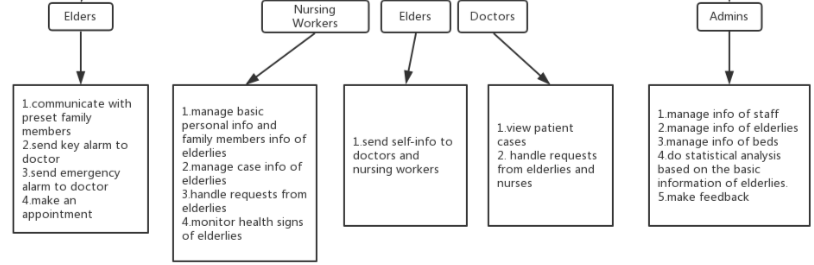 Elders
Nursing
Workers
Elders
Doctors
Admins
1.communicate with
preset family
members
2.send key alarm to
doctor
3.send emergency
alarm to doctor
4.make an
appointment
1.manage basic
personal info and
family members info of
elderlies
2.manage case info of
elderlies
3.handle requests from
elderlies
4.monitor health signs
of elderlies
1.send self-info to
doctors and
nursing workers
1.view patient
cases
2. handle requests
from elderlies and
nurses
1.manage info of staff
2.manage info of elderlies
3.manage info of beds
4.do statistical analysis
based on the basic
information of elderlies.
5.make feedback